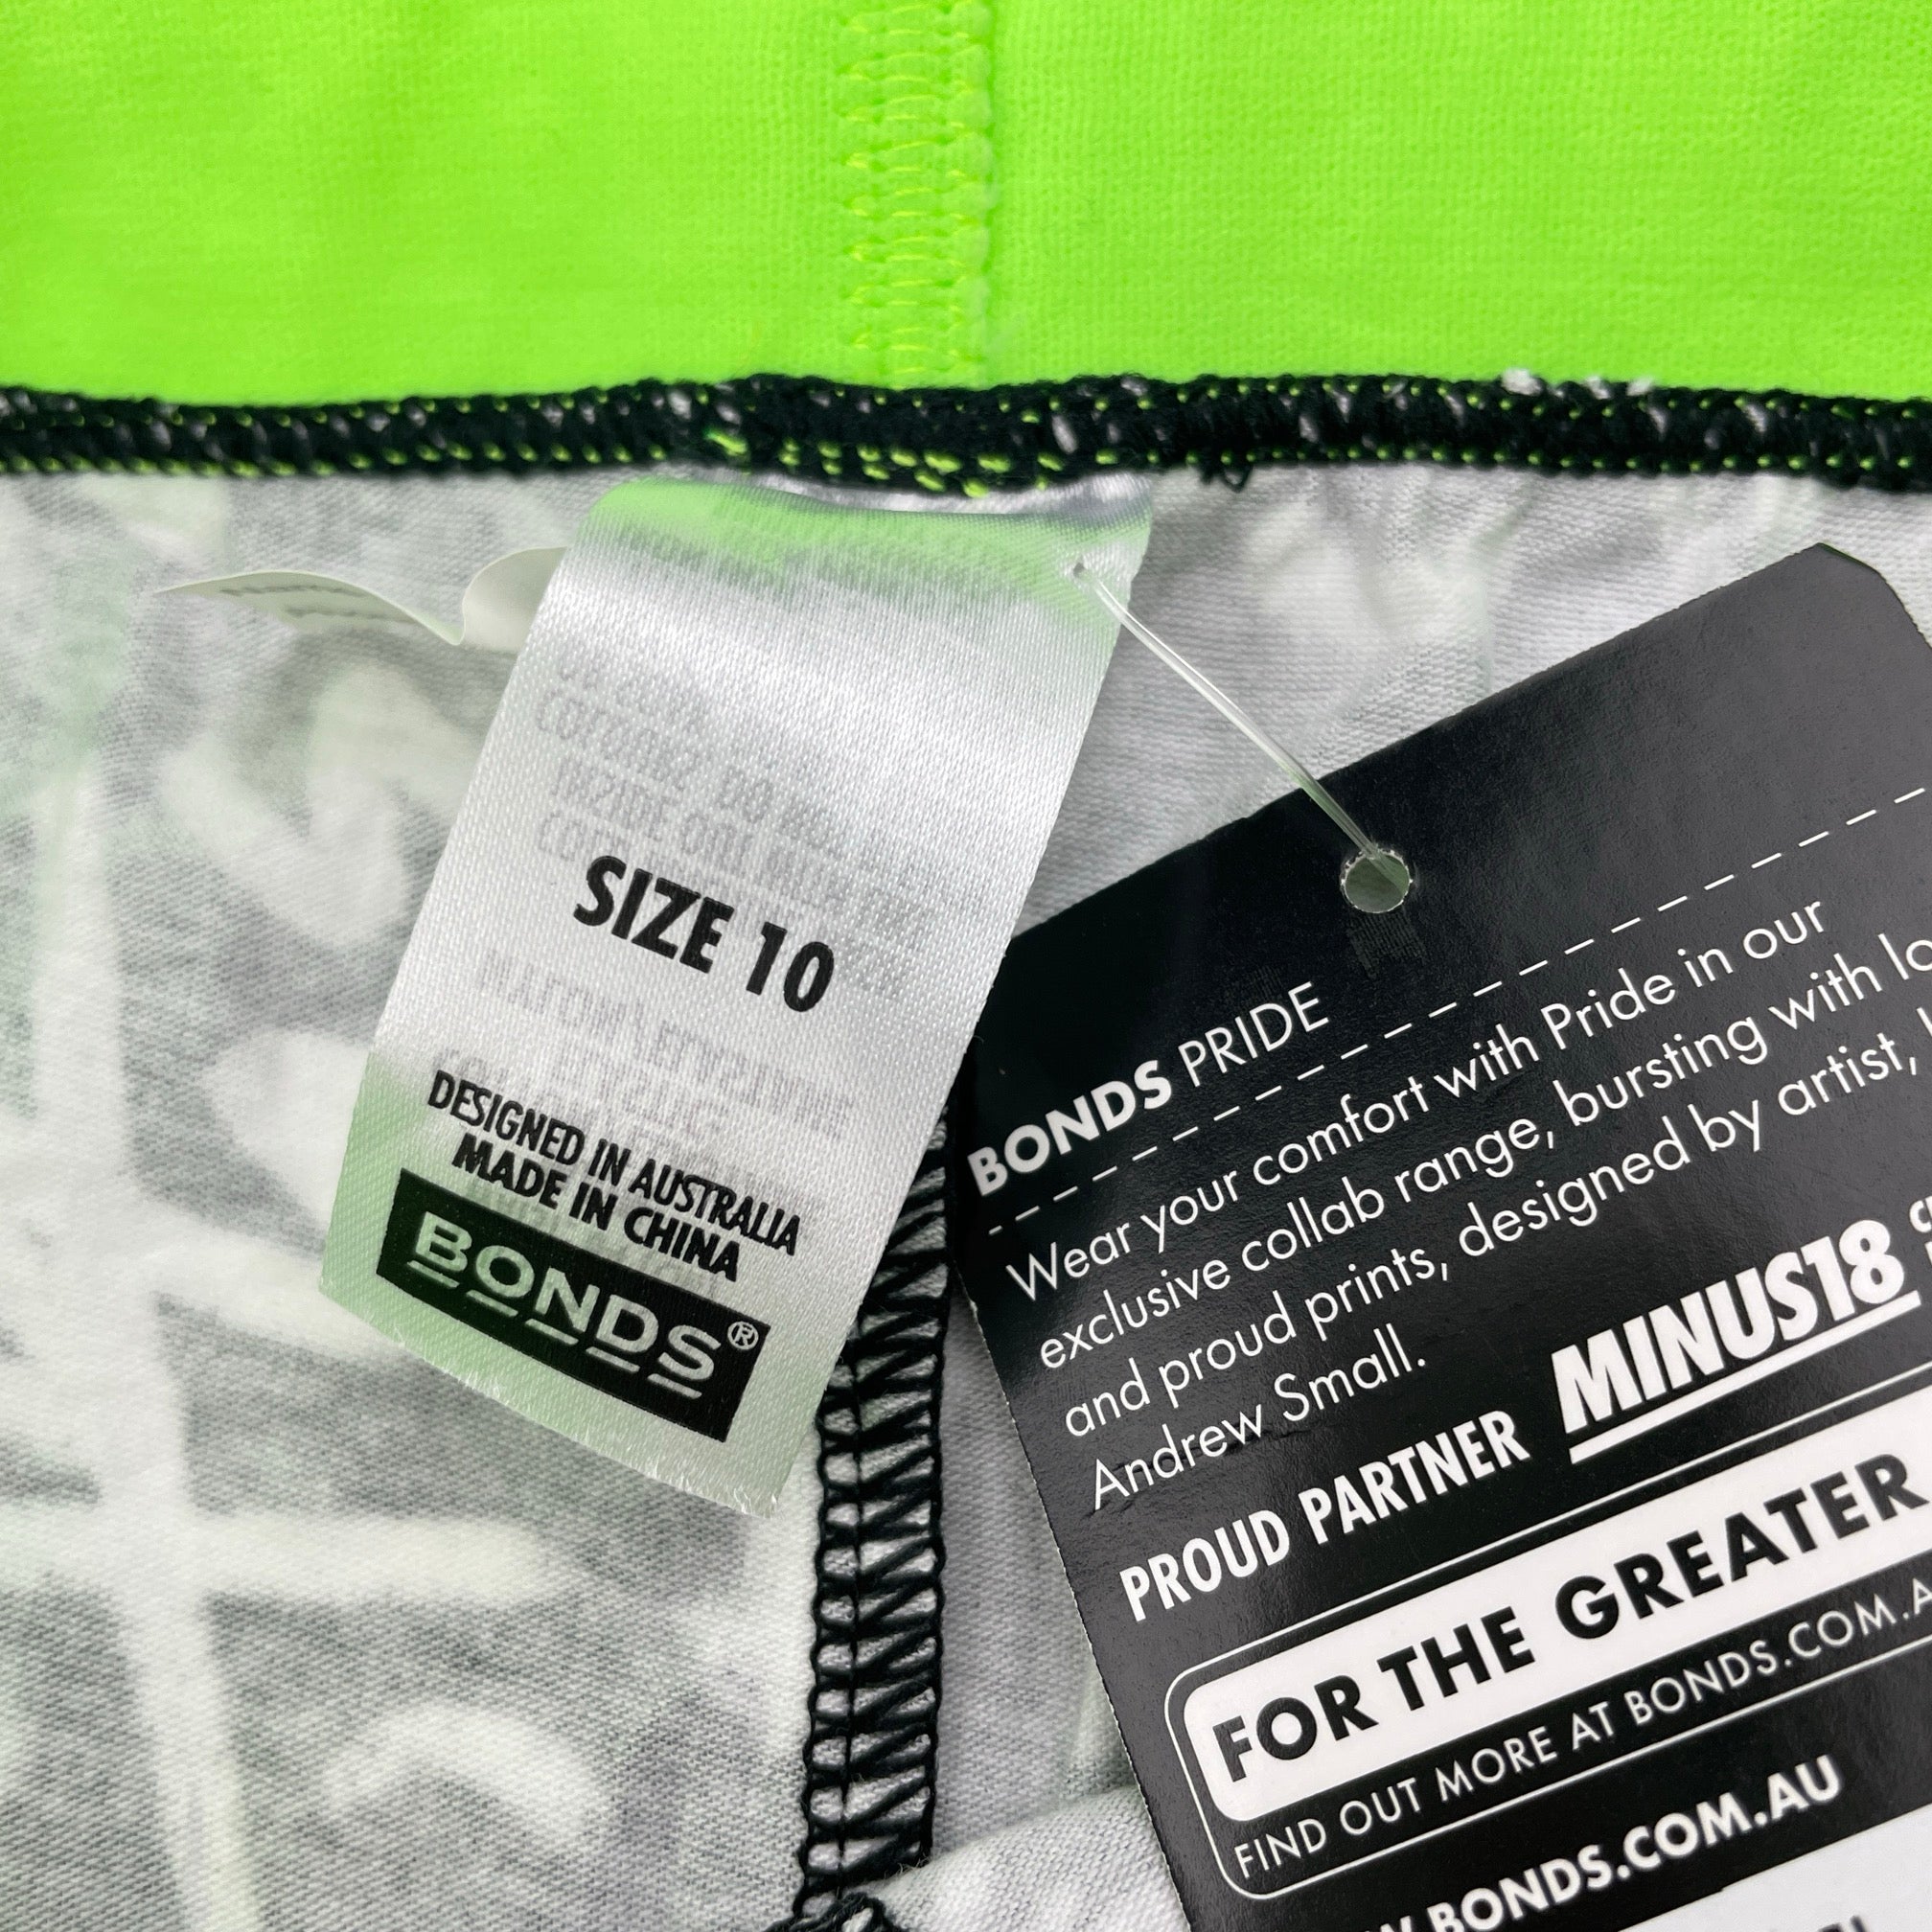 SIZE 10
DESIGNED IN AUSTRALIA
MADE IN CHINA
BONDS®
BONDS PRIDE
Wear your comfort with Pride in our
exclusive collab range, bursting with
and proud prints, designed by artist,
Andrew Small.
PROUD PARTNER MINUS18
FOR THE GREATER
FIND OUT MORE AT BONDS.COM.A
BONDS.COM.AU